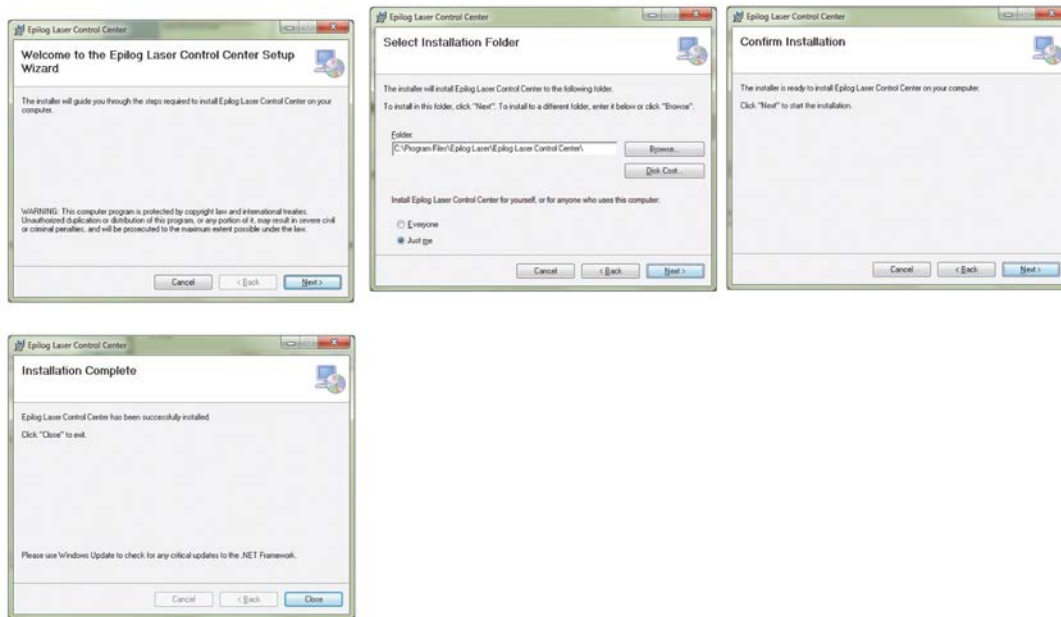 Epilog Laser Control Center
Welcome to the Epilog Laser Control Center Setup
Wizard
The installer will guide you through the steps required to install Epilog Laser Control Center on your
computer.
WARNING: This computer program is protected by copyright law and international treaties.
Unauthorized duplication or distribution of this program, or any portion of it, may result in severe civil
or criminal penalties, and will be prosecuted to the maximum extent possible under the law.
Cancel
< Back
Next >
Epilog Laser Control Center
Select Installation Folder
The installer will install Epilog Laser Control Center to the following folder.
To install in this folder, click "Next". To install to a different folder, enter it below or click "Browse".
Folder:
C:\Program Files\Epilog Laser\Epilog Laser Control Center\
Browse...
Disk Cost...
Install Epilog Laser Control Center for yourself, or for anyone who uses this computer:
Everyone
Just me
Cancel
< Back
Next >
Epilog Laser Control Center
Confirm Installation
The installer is ready to install Epilog Laser Control Center on your computer.
Click "Next" to start the installation.
Cancel
< Back
Next >
Epilog Laser Control Center
Installation Complete
Epilog Laser Control Center has been successfully installed.
Click "Close" to exit.
Please use Windows Update to check for any critical updates to the .NET Framework.
Cancel
< Back
Close